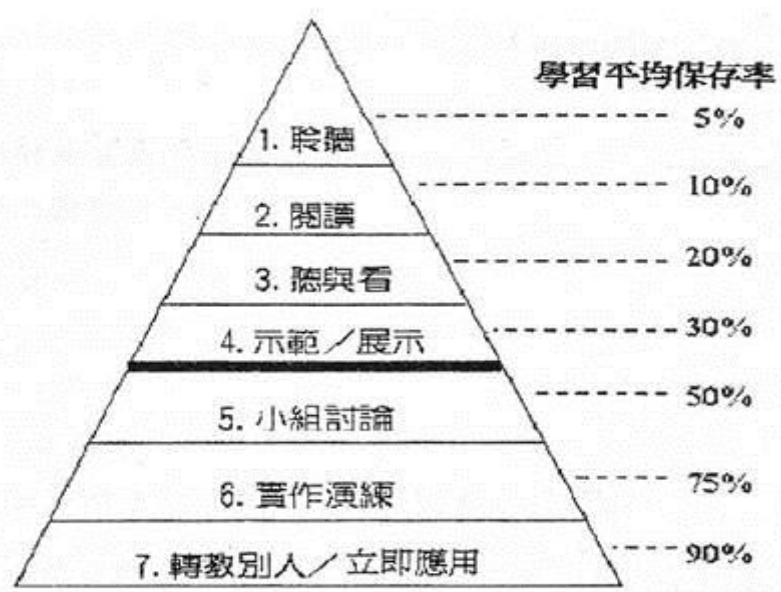 學習平均保存率
1. 聆聽
5%
2. 閱讀
10%
3. 聽與看
20%
4. 示範／展示
30%
5. 小組討論
50%
6. 實作演練
75%
7. 轉教別人／立即應用
90%